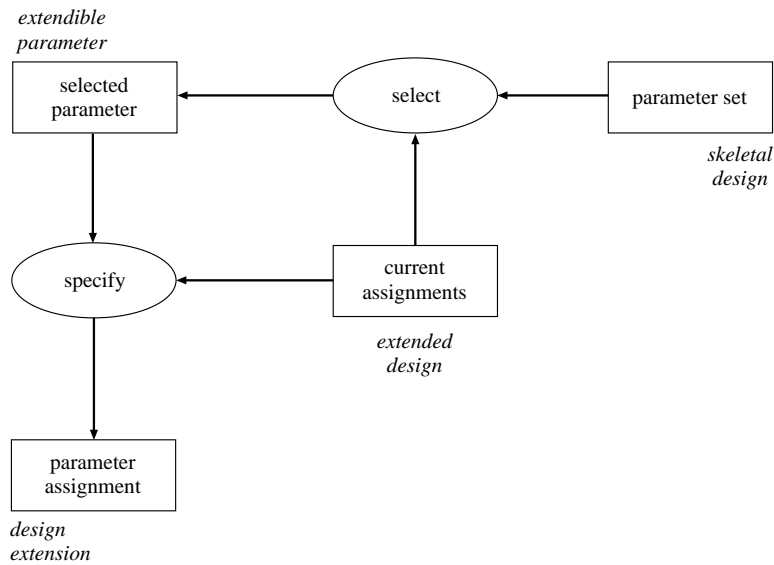 extendible
parameter
selected
parameter
select
parameter set
skeletal
design
specify
current
assignments
extended
design
parameter
assignment
design
extension